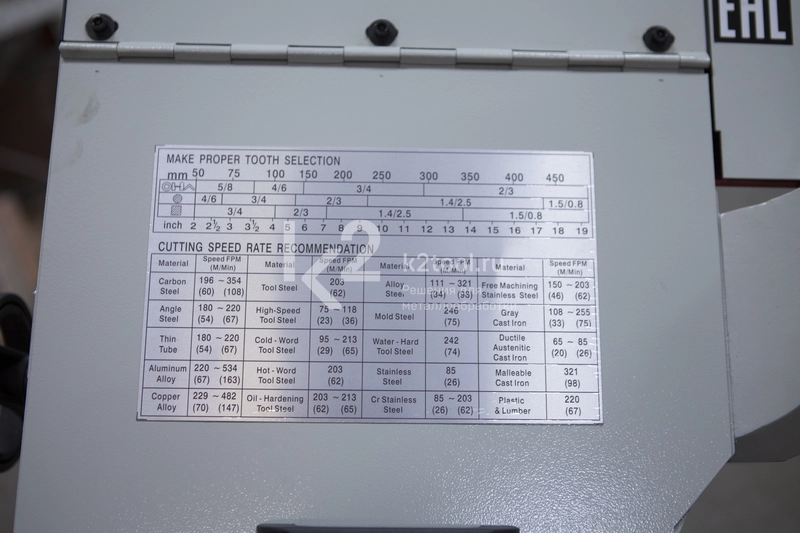 EAC
MAKE PROPER TOOTH SELECTION
mm 50 75 100 150 200 250 300 350 400 450
5/8 4/6 3/4 2/3
4/6 3/4 2/3 1.4/2.5 1.5/0.8
3/4 2/3 1.4/2.5 1.5/0.8
inch 2 2½ 3 3½ 4 5 6 7 8 9 10 11 12 13 14 15 16 17 18 19
CUTTING SPEED RATE RECOMMENDATION
Material Speed FPM (M/Min) Material Speed FPM (M/Min) Material Speed FPM (M/Min) Material Speed FPM (M/Min)
Carbon Steel 196 ~ 354 (60) (108) Tool Steel 203 (62) Alloy Steel 111 ~ 321 (34) Free Machining Stainless Steel 150 ~ 203 (46) (62)
Angle Steel 180 ~ 220 (54) (67) High-Speed Tool Steel 75 ~ 118 (23) (36) Mold Steel 246 (75) Gray Cast Iron 108 ~ 255 (33) (75)
Thin Tube 180 ~ 220 (54) (67) Cold - Word Tool Steel 95 ~ 213 (29) (65) Water - Hard Tool Steel 242 (74) Ductile Austenitic Cast Iron 65 ~ 85 (20) (26)
Aluminum Alloy 220 ~ 534 (67) (163) Hot - Word Tool Steel 203 (62) Stainless Steel 85 (26) Malleable Cast Iron 321 (98)
Copper Alloy 229 ~ 482 (70) (147) Oil - Hardening Tool Steel 203 ~ 213 (62) (65) Cr Stainless Steel 85 ~ 203 (26) (62) Plastic & Lumber 220 (67)
K2
k2tool.ru